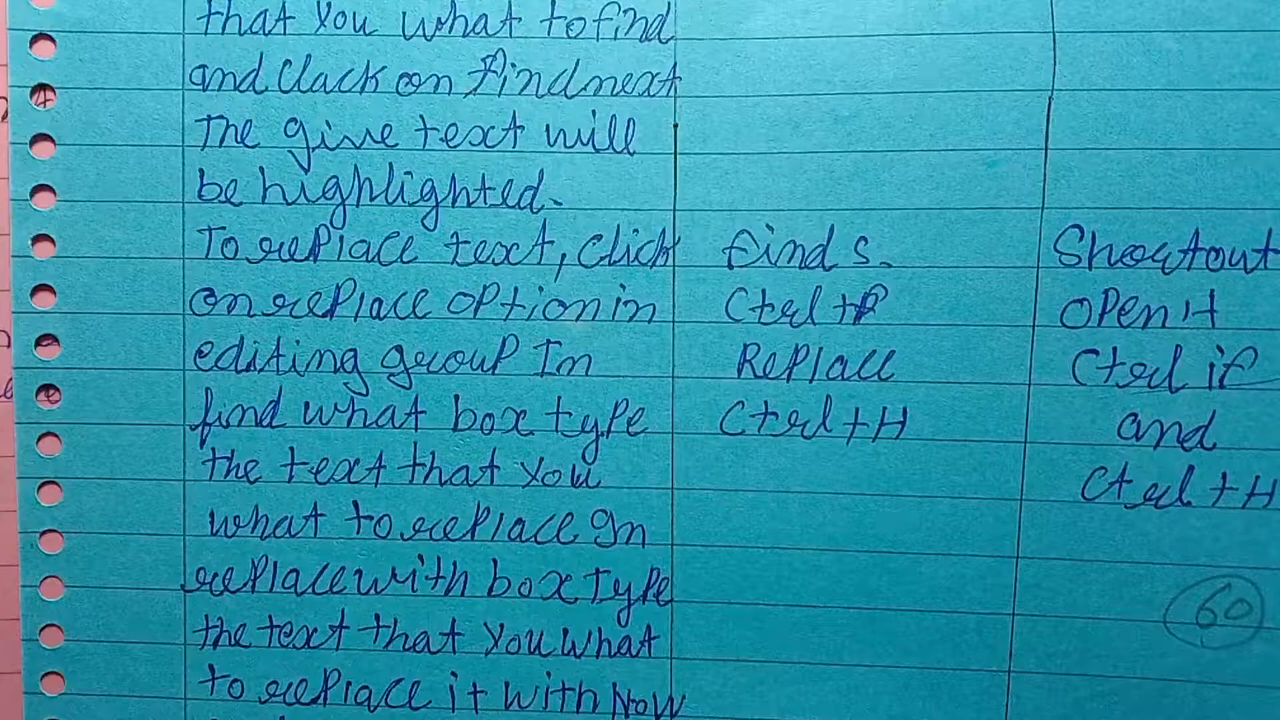 that you what to find
and Clack on find next
The give text will
be highlighted.
To replace text, Click
on replace option in
editing group In
find what box type
the text that you
what to replace In
replace with box Type
the text that you what
to replace it with Now
find s.
Ctrl +F
Replace
Ctrl + H
Shortout
open it
Ctrl if
and
Ctrl + H
60